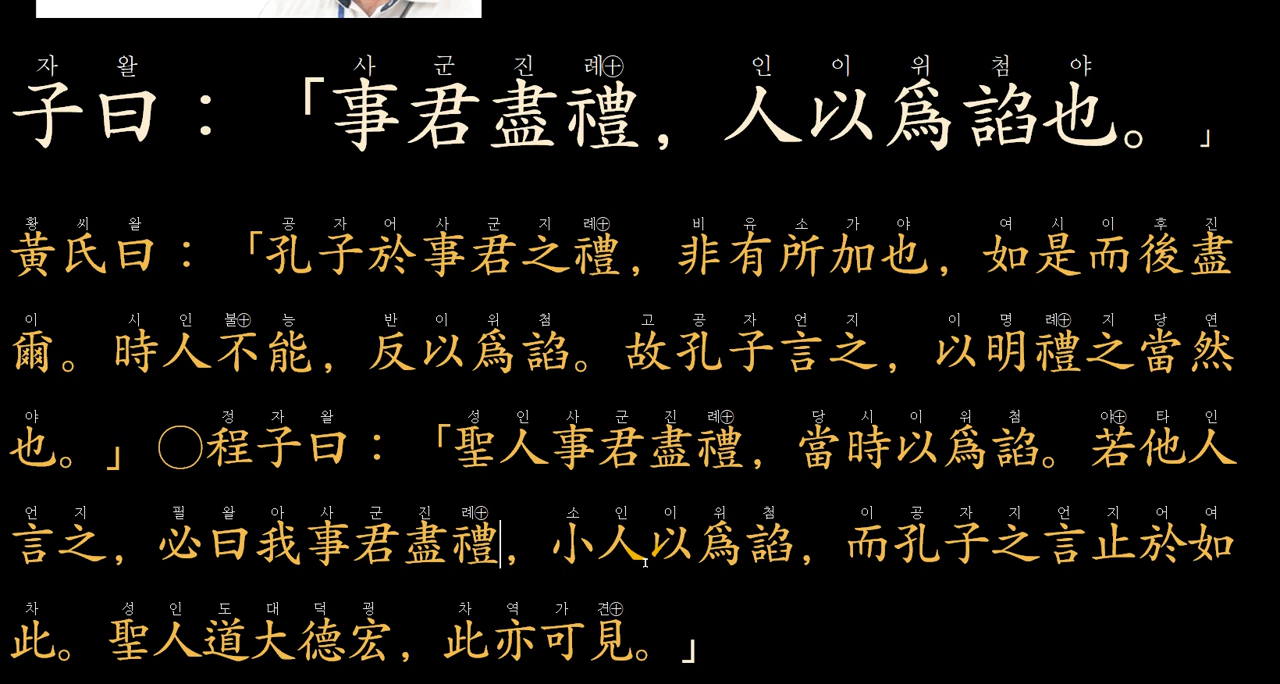 자 왈 사 군 진 례㊉ 인 이 위 첨 야
子曰：「事君盡禮，人以爲諂也。」
황 씨 왈 공 자 어 사 군 지 례㊉ 비 유 소 가 야 여 시 이 후 진
黃氏曰：「孔子於事君之禮，非有所加也，如是而後盡
이 시 인 불㊉ 능 반 이 위 첨 고 공 자 언 지 이 명 례㊉ 지 당 연
爾。時人不能，反以爲諂。故孔子言之，以明禮之當然
야 정 자 왈 성 인 사 군 진 례㊉ 당 시 이 위 첨 야㊉ 타 인
也。」◯程子曰：「聖人事君盡禮，當時以爲諂。若他人
언 지 필 왈 아 사 군 진 례㊉ 소 인 이 위 첨 이 공 자 지 언 지 어 여
言之，必曰我事君盡禮，小人以爲諂，而孔子之言止於如
차 성 인 도 대 덕 굉 차 역 가 견㊉
此。聖人道大德宏，此亦可見。」